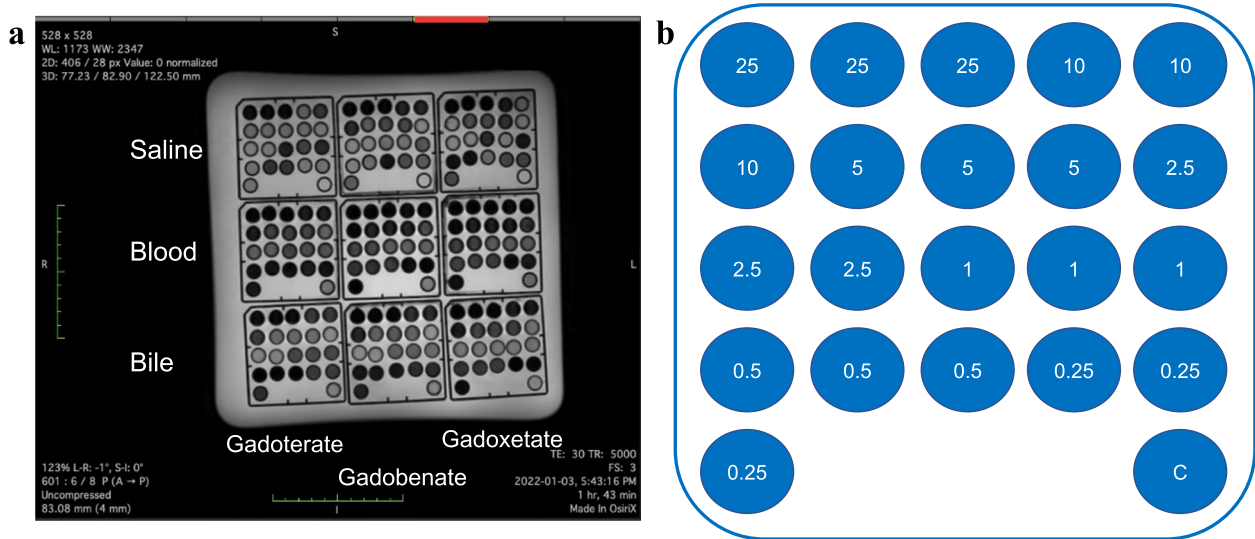 a
528 x 528
WL: 1173 WW: 2347
2D: 406 / 28 px Value: 0 normalized
3D: 77.23 / 82.90 / 122.50 mm
S
R
L
I
Saline
Blood
Bile
Gadoterate
Gadobenate
Gadoxetate
TE: 30 TR: 5000
FS: 3
2022-01-03, 5:43:16 PM
1 hr, 43 min
Made In OsiriX
123% L-R: -1°, S-I: 0°
601 : 6 / 8 P (A → P)
Uncompressed
83.08 mm (4 mm)
b
25 25 25 10 10
10 5 5 5 2.5
2.5 2.5 1 1 1
0.5 0.5 0.5 0.25 0.25
0.25 C